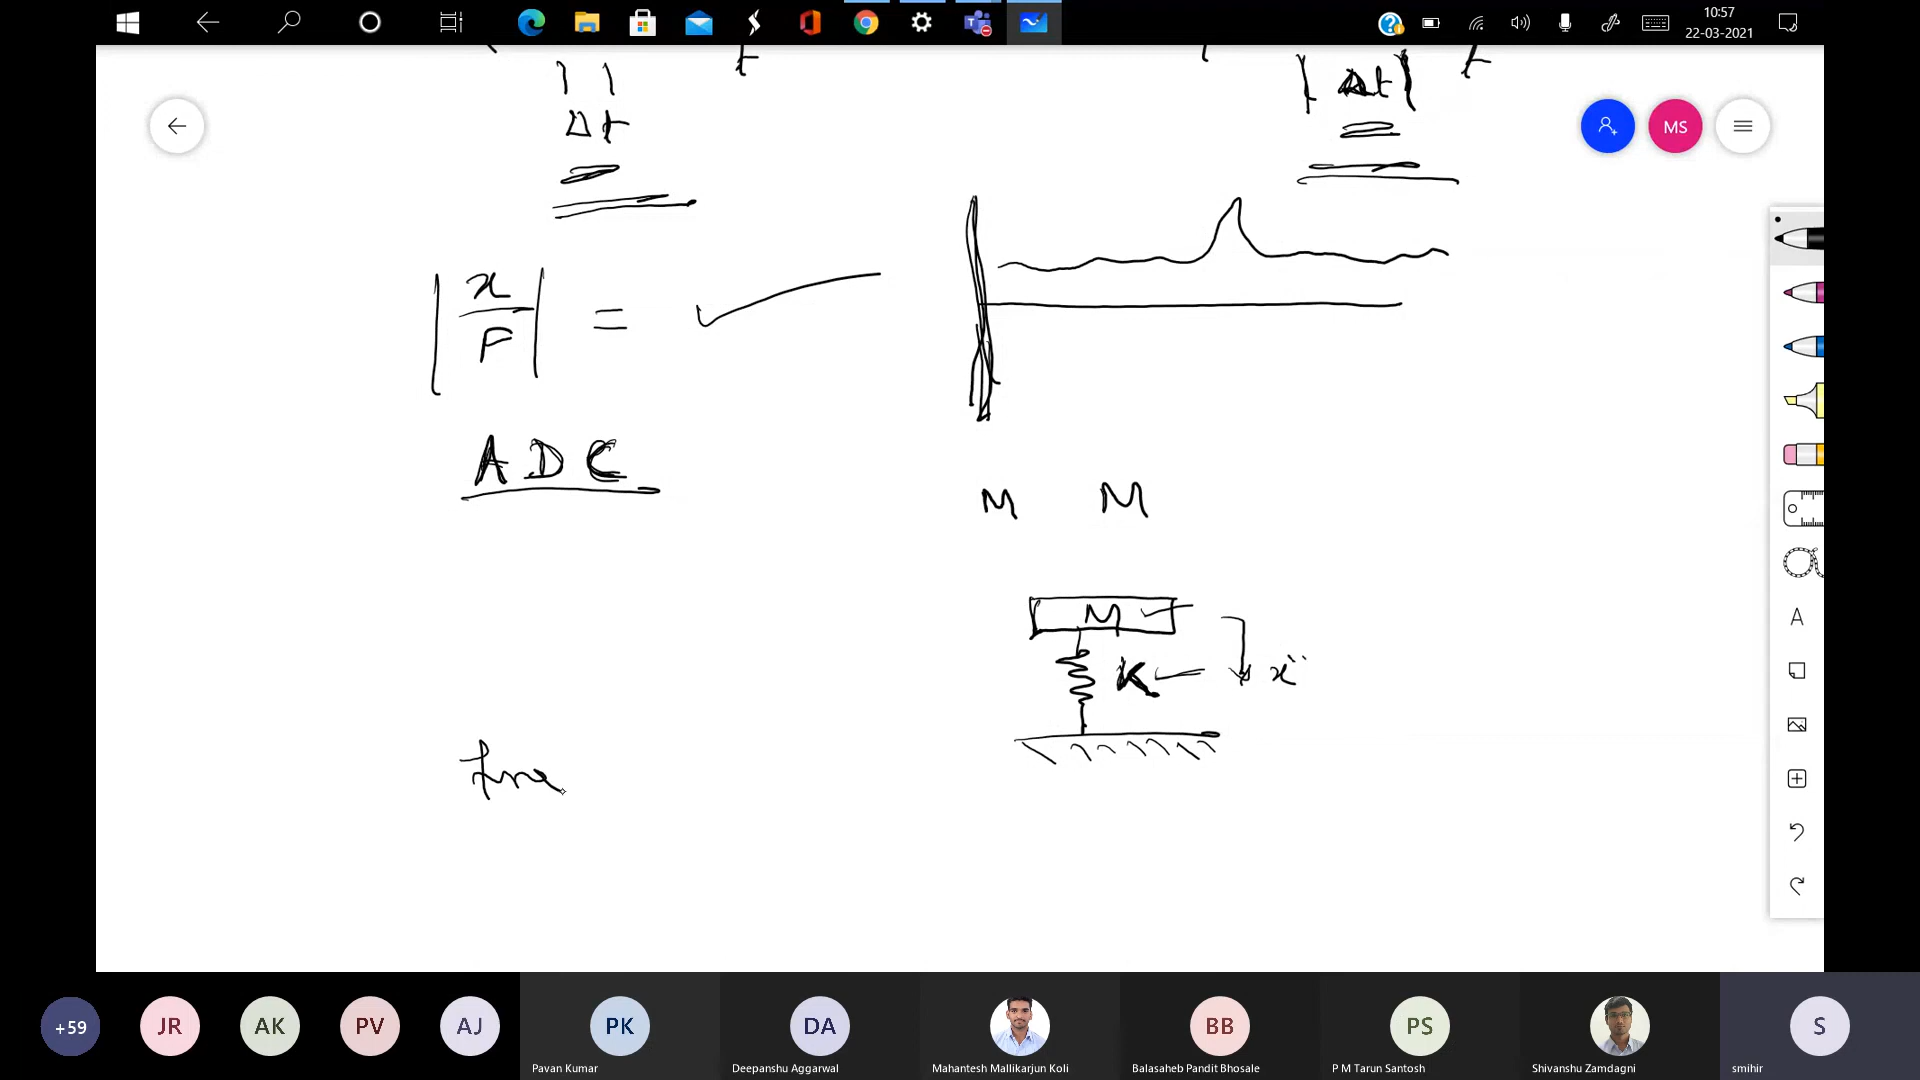 10:57
22-03-2021
t
| | 
Δt
|Δt| t
MS
|x/F| =
ADC
M M
M
K
ẍ
A
+59
JR
AK
PV
AJ
PK
DA
BB
PS
S
Pavan Kumar
Deepanshu Aggarwal
Mahantesh Mallikarjun Koli
Balasaheb Pandit Bhosale
P M Tarun Santosh
Shivanshu Zamdagni
smihir